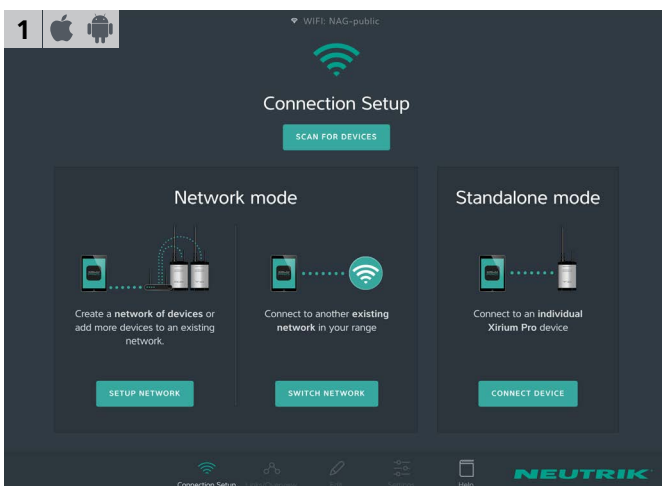 1
WIFI: NAG-public
Connection Setup
SCAN FOR DEVICES
Network mode
Create a network of devices or
add more devices to an existing
network.
SETUP NETWORK
Connect to another existing
network in your range
SWITCH NETWORK
Standalone mode
Connect to an individual
Xirium Pro device
CONNECT DEVICE
Connection Setup
Help
NEUTRIK